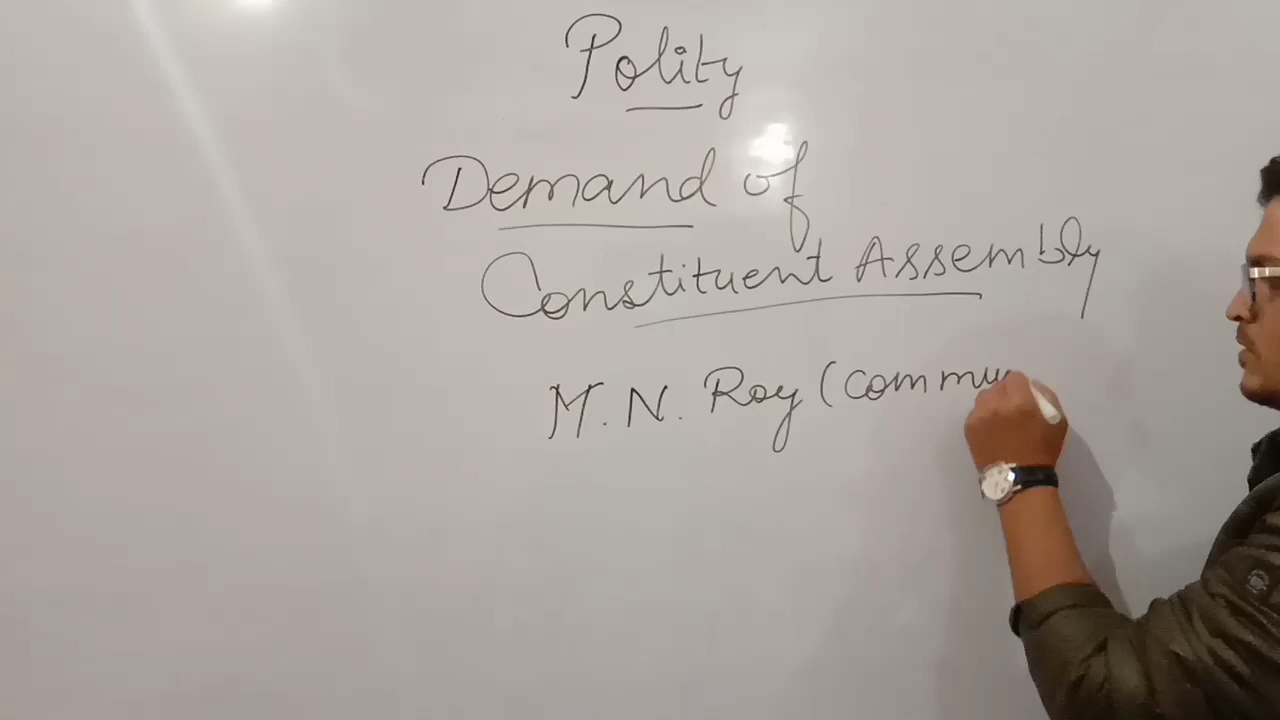 Polity
Demand of
Constituent Assembly
M. N. Roy (commu